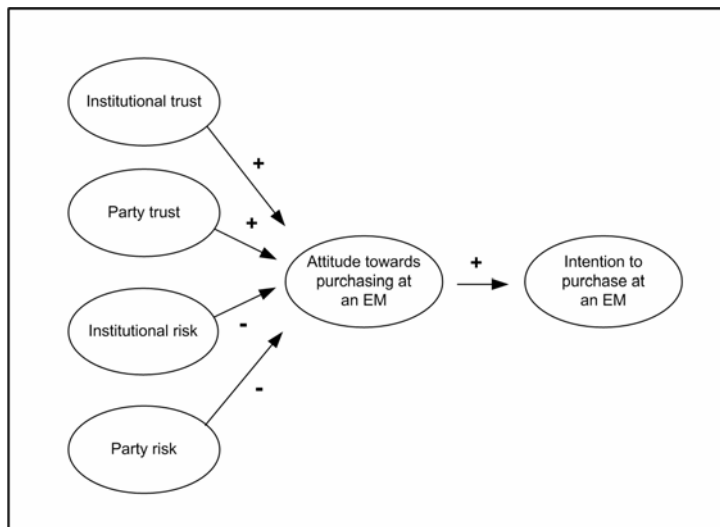 Institutional trust
+
Party trust
+
Attitude towards
purchasing at
an EM
+
Intention to
purchase at
an EM
Institutional risk
-
-
Party risk